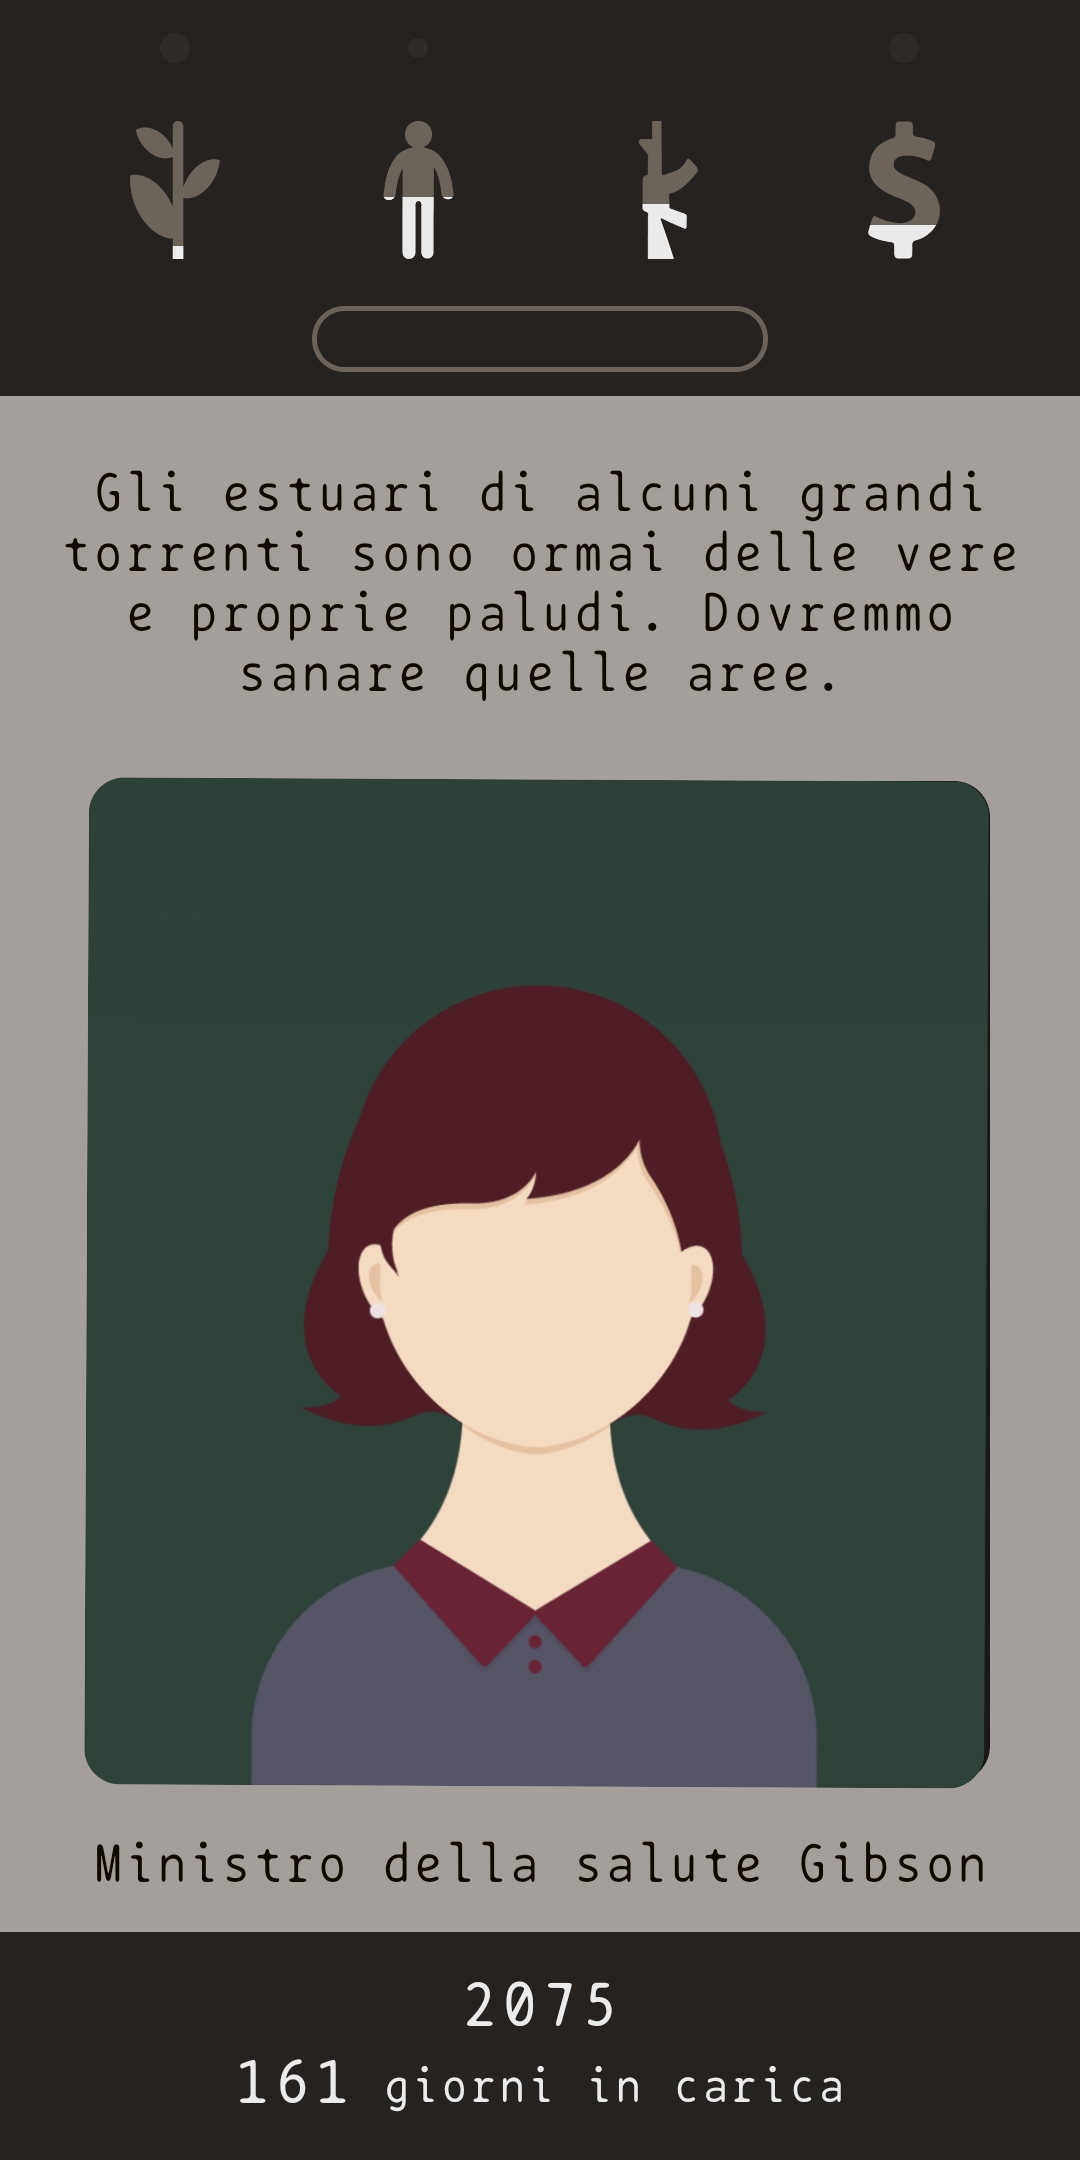 Gli estuari di alcuni grandi
torrenti sono ormai delle vere
e proprie paludi. Dovremmo
sanare quelle aree.
Ministro della salute Gibson
2075
161 giorni in carica